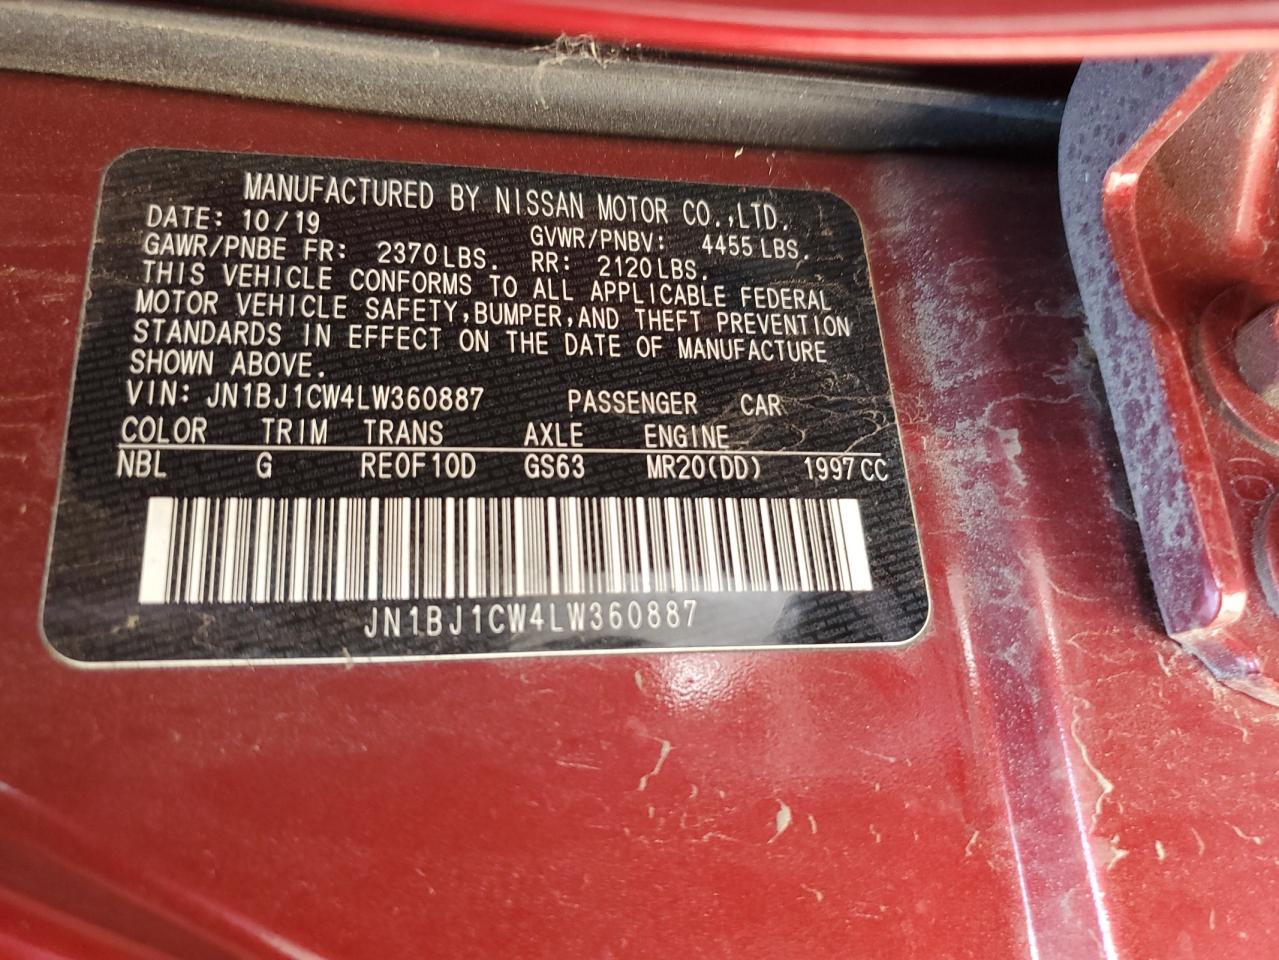 MANUFACTURED BY NISSAN MOTOR CO.,LTD.
DATE: 10/19 GVWR/PNBV: 4455 LBS.
GAWR/PNBE FR: 2370 LBS. RR: 2120 LBS.
THIS VEHICLE CONFORMS TO ALL APPLICABLE FEDERAL
MOTOR VEHICLE SAFETY,BUMPER,AND THEFT PREVENTION
STANDARDS IN EFFECT ON THE DATE OF MANUFACTURE
SHOWN ABOVE.
VIN: JN1BJ1CW4LW360887 PASSENGER CAR
COLOR TRIM TRANS AXLE ENGINE
NBL G RE0F10D GS63 MR20(DD) 1997 CC
JN1BJ1CW4LW360887